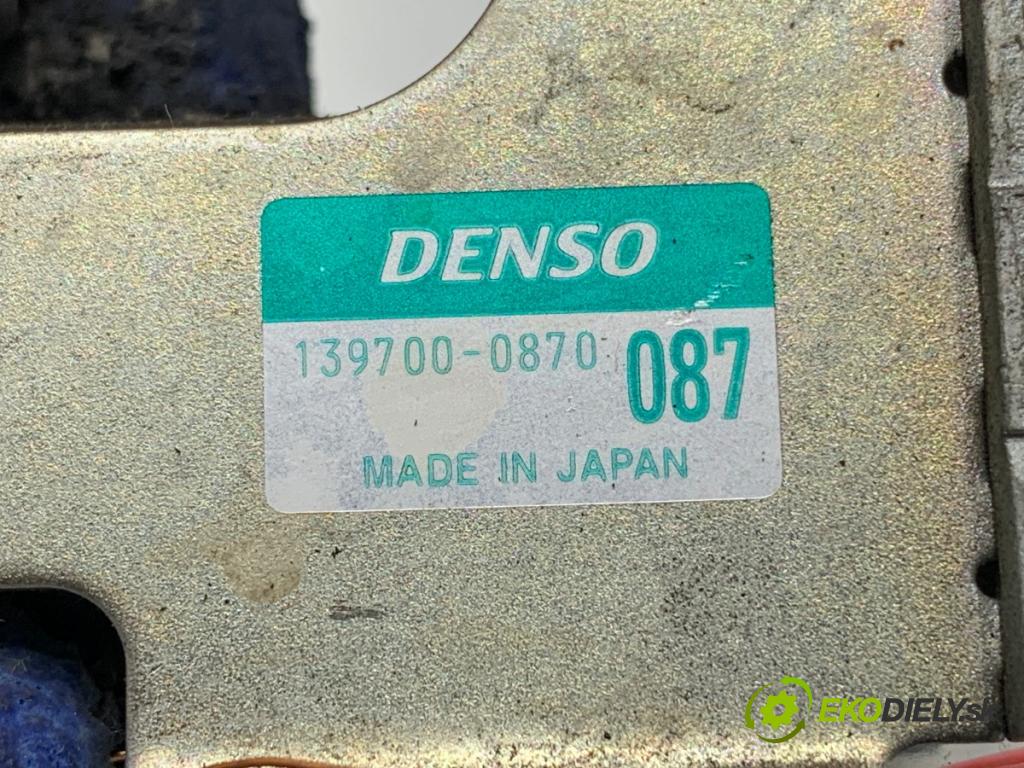 DENSO
139700-0870 087
MADE IN JAPAN
EKODIELY.sk